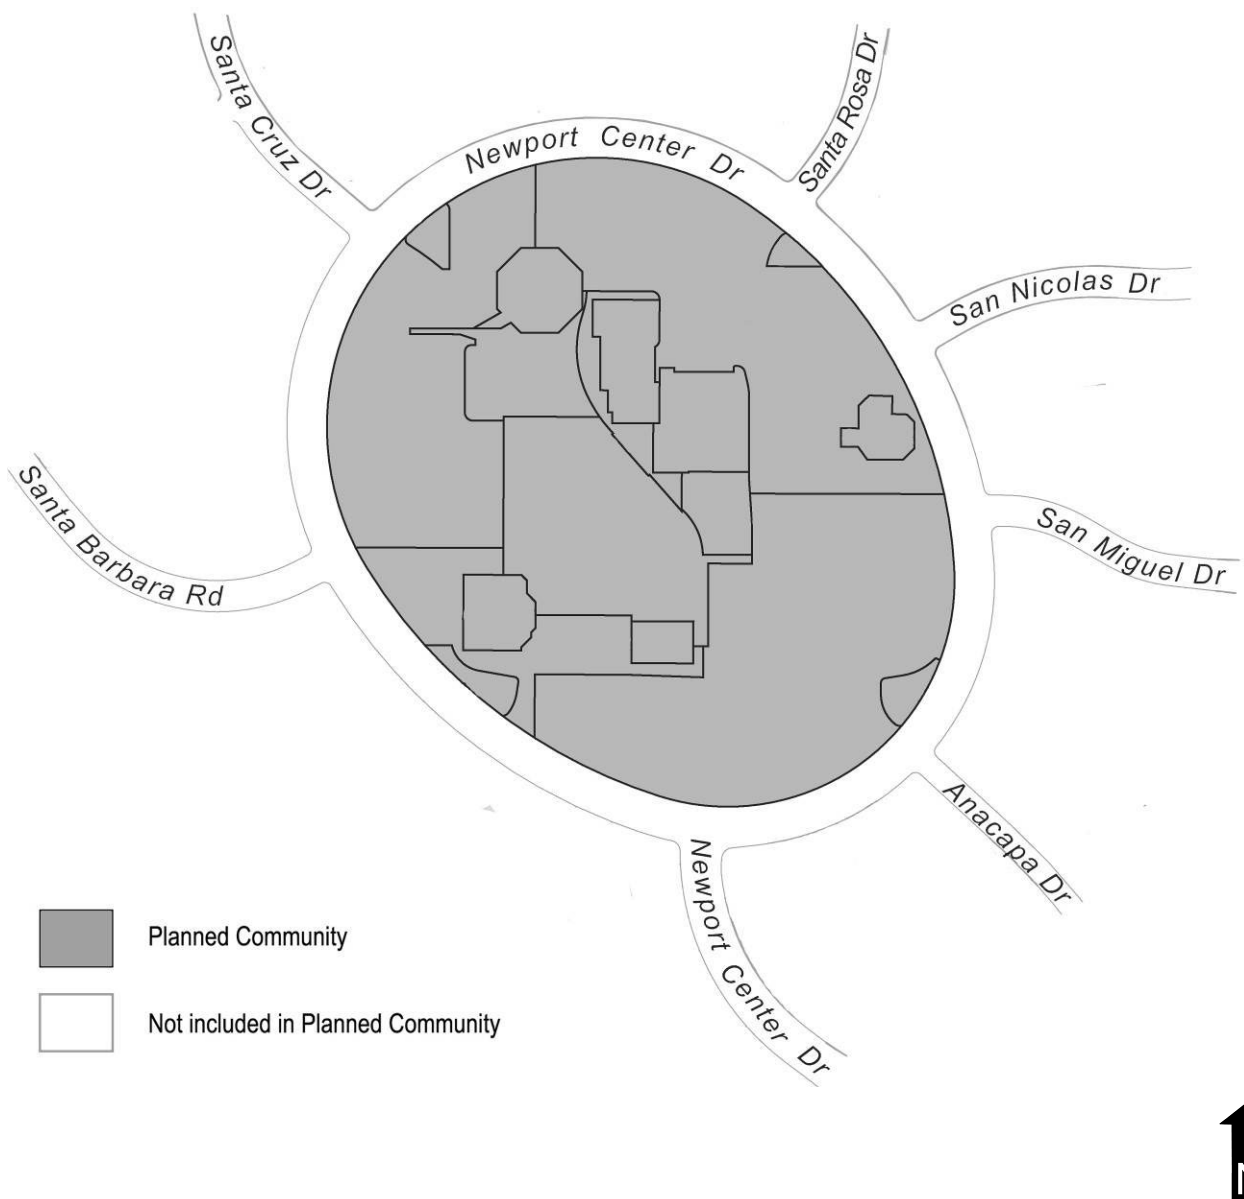 Santa Cruz Dr
Newport Center Dr
Santa Rosa Dr
San Nicolas Dr
Santa Barbara Rd
San Miguel Dr
Anacapa Dr
Newport Center Dr
Planned Community
Not included in Planned Community
N